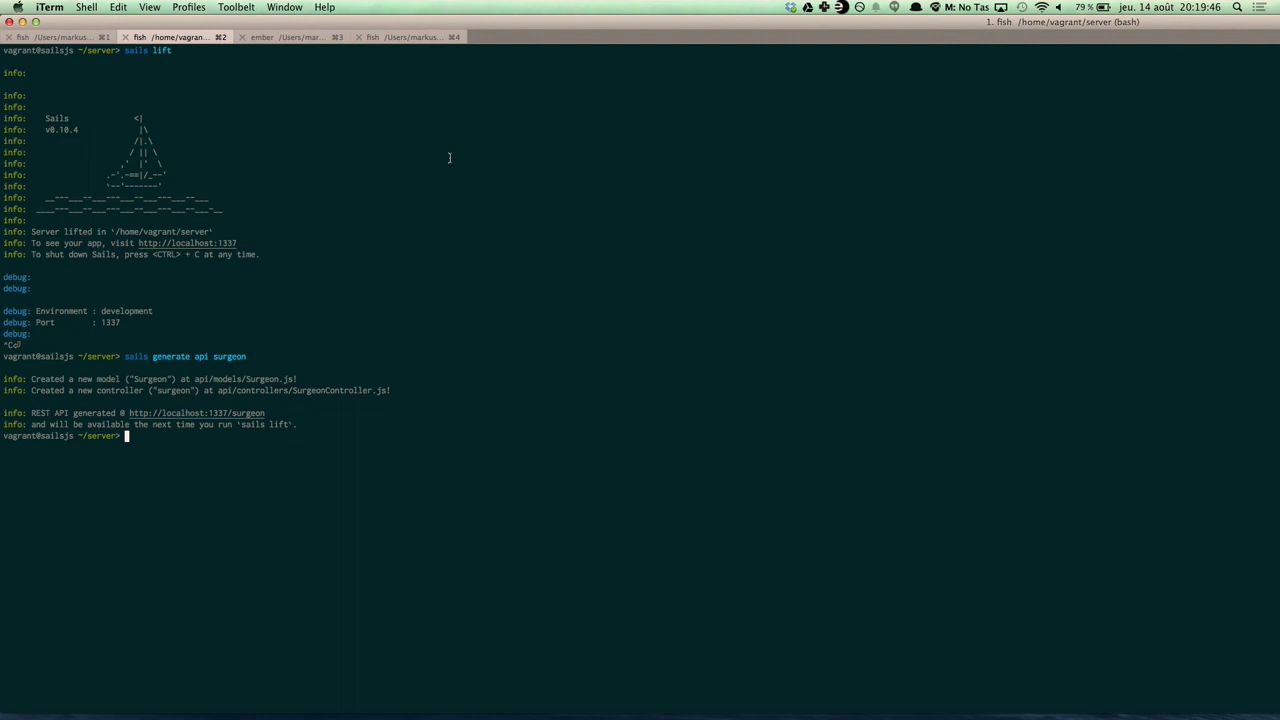 iTerm Shell Edit View Profiles Toolbelt Window Help M: No Tas 79 % jeu. 14 août 20:19:46
1. fish /home/vagrant/server (bash)
fish /Users/markus... ⌘1 fish /home/vagran... ⌘2 ember /Users/mar... ⌘3 fish /Users/markus... ⌘4
vagrant@sailsjs ~/server> sails lift
info:
info:
info:
info:    Sails              <|
info:    v0.10.4             |\
info:                       /|.\
info:                      / || \
info:                    ,'  |'  \
info:                 .-'.-==|/_--'
info:                 `--'-------'
info:    __---___--___---___--___---___--___
info:  ____---___--___---___--___---___--___-__
info:
info: Server lifted in `/home/vagrant/server`
info: To see your app, visit http://localhost:1337
info: To shut down Sails, press <CTRL> + C at any time.
debug:
debug:
debug: Environment : development
debug: Port        : 1337
debug:
^C⏎
vagrant@sailsjs ~/server> sails generate api surgeon
info: Created a new model ("Surgeon") at api/models/Surgeon.js!
info: Created a new controller ("surgeon") at api/controllers/SurgeonController.js!
info: REST API generated @ http://localhost:1337/surgeon
info: and will be available the next time you run `sails lift`.
vagrant@sailsjs ~/server>